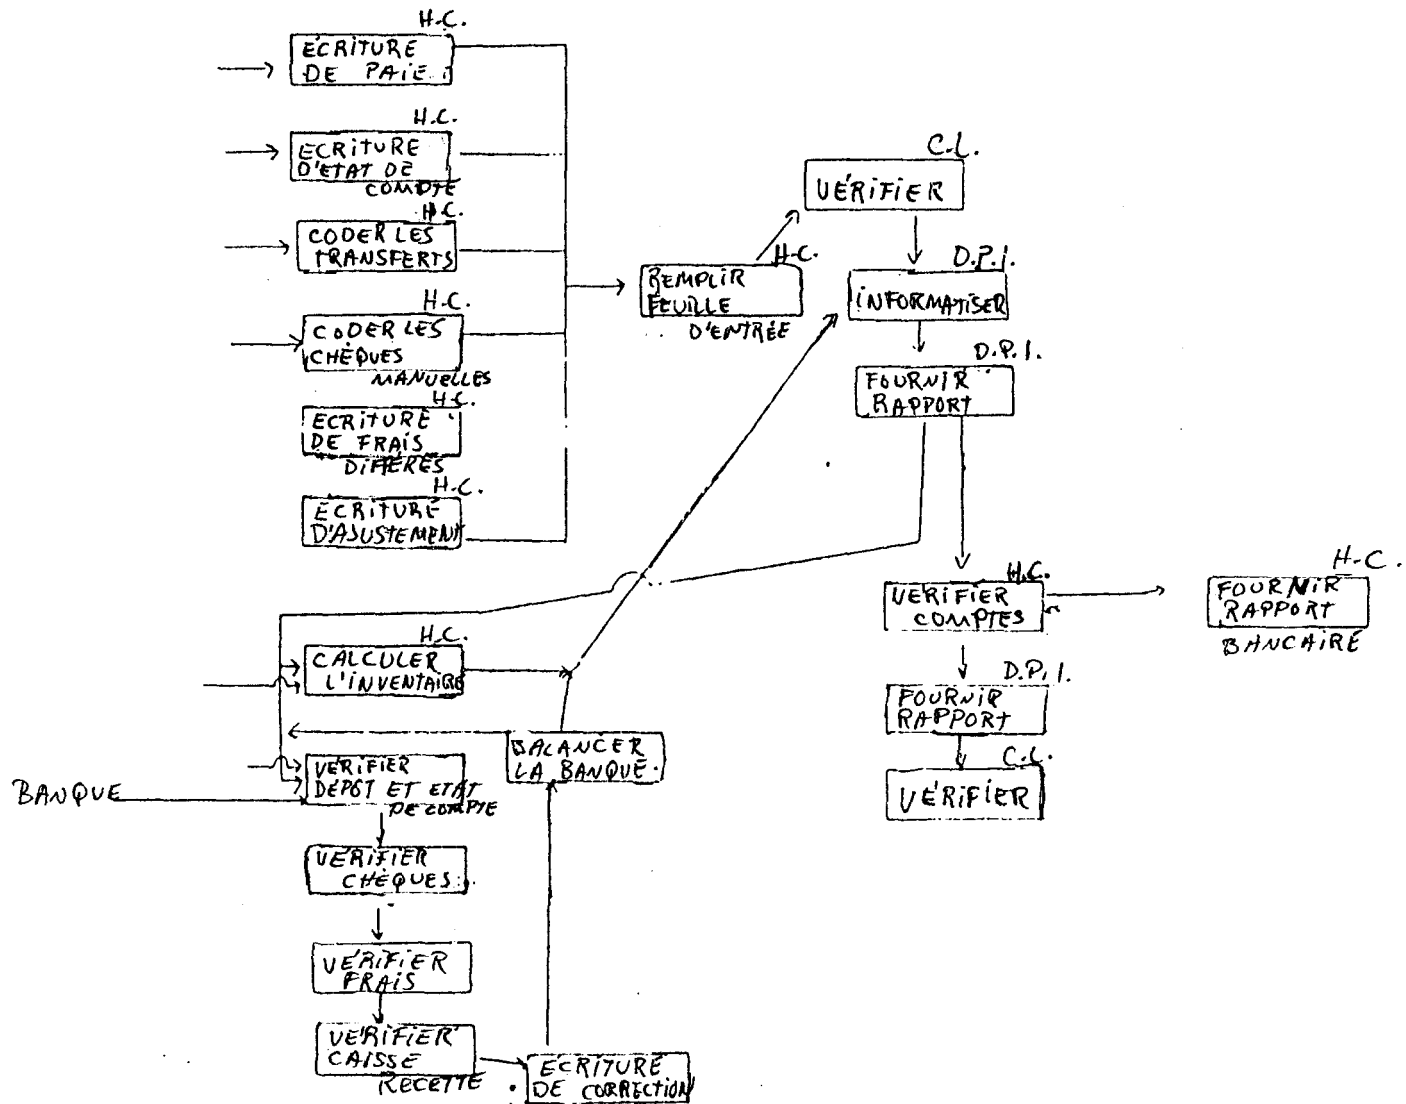 H.C.
ÉCRITURE
DE PAIE
H.C.
ECRITURE
D'ETAT DE
COMPTE
H.C.
CODER LES
TRANSFERTS
H.C.
CODER LES
CHÈQUES
MANUELLES
H.C.
ECRITURE
DE FRAIS
DIFFÉRÉS
H.C.
ECRITURE
D'AJUSTEMENT
H.C.
REMPLIR
FEUILLE
D'ENTRÉE
C.L.
VÉRIFIER
D.P.I.
INFORMATISER
D.P.I.
FOURNIR
RAPPORT
H.C.
VERIFIER
COMPTES
H.C.
FOURNIR
RAPPORT
BANCAIRE
D.P.I.
FOURNIR
RAPPORT
C.L.
VÉRIFIER
H.C.
CALCULER
L'INVENTAIRE
BALANCER
LA BANQUE
BANQUE
VÉRIFIER
DÉPÔT ET ETAT
DE COMPTE
VÉRIFIER
CHÈQUES
VÉRIFIER
FRAIS
VÉRIFIER
CAISSE
RECETTE
ECRITURE
DE CORRECTION